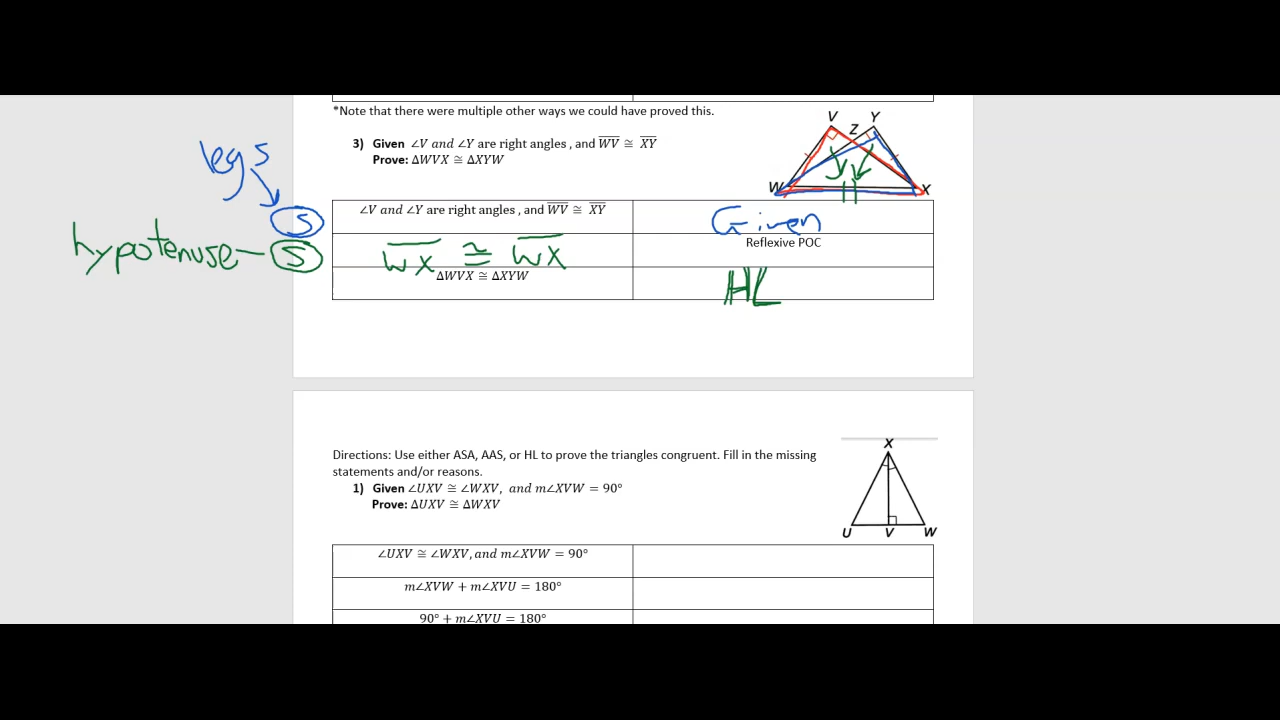 *Note that there were multiple other ways we could have proved this.
V Y
Z
W X
3) Given ∠V and ∠Y are right angles , and W̅V̅ ≅ X̅Y̅
Prove: ΔWVX ≅ ΔXYW
legs
∠V and ∠Y are right angles , and W̅V̅ ≅ X̅Y̅
S
Given
hypotenuse S
W̅X̅ ≅ W̅X̅
Reflexive POC
ΔWVX ≅ ΔXYW
HL
Directions: Use either ASA, AAS, or HL to prove the triangles congruent. Fill in the missing
statements and/or reasons.
1) Given ∠UXV ≅ ∠WXV, and m∠XVW = 90°
Prove: ΔUXV ≅ ΔWXV
X
U V W
∠UXV ≅ ∠WXV, and m∠XVW = 90°
m∠XVW + m∠XVU = 180°
90° + m∠XVU = 180°